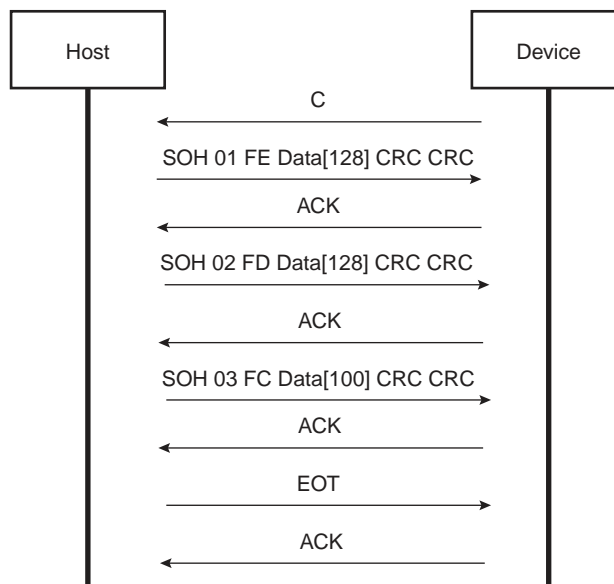 Host
Device
C
SOH 01 FE Data[128] CRC CRC
ACK
SOH 02 FD Data[128] CRC CRC
ACK
SOH 03 FC Data[100] CRC CRC
ACK
EOT
ACK